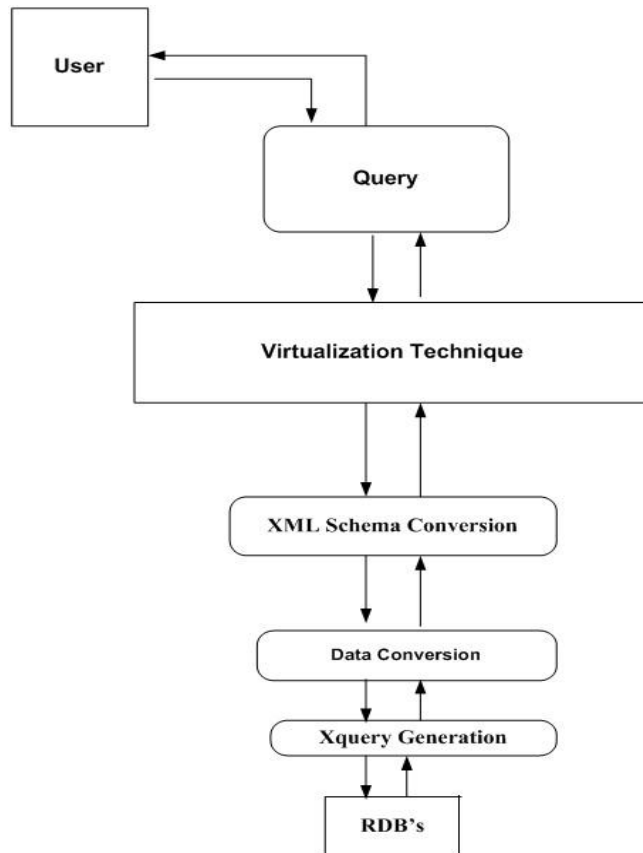 User
Query
Virtualization Technique
XML Schema Conversion
Data Conversion
Xquery Generation
RDB's